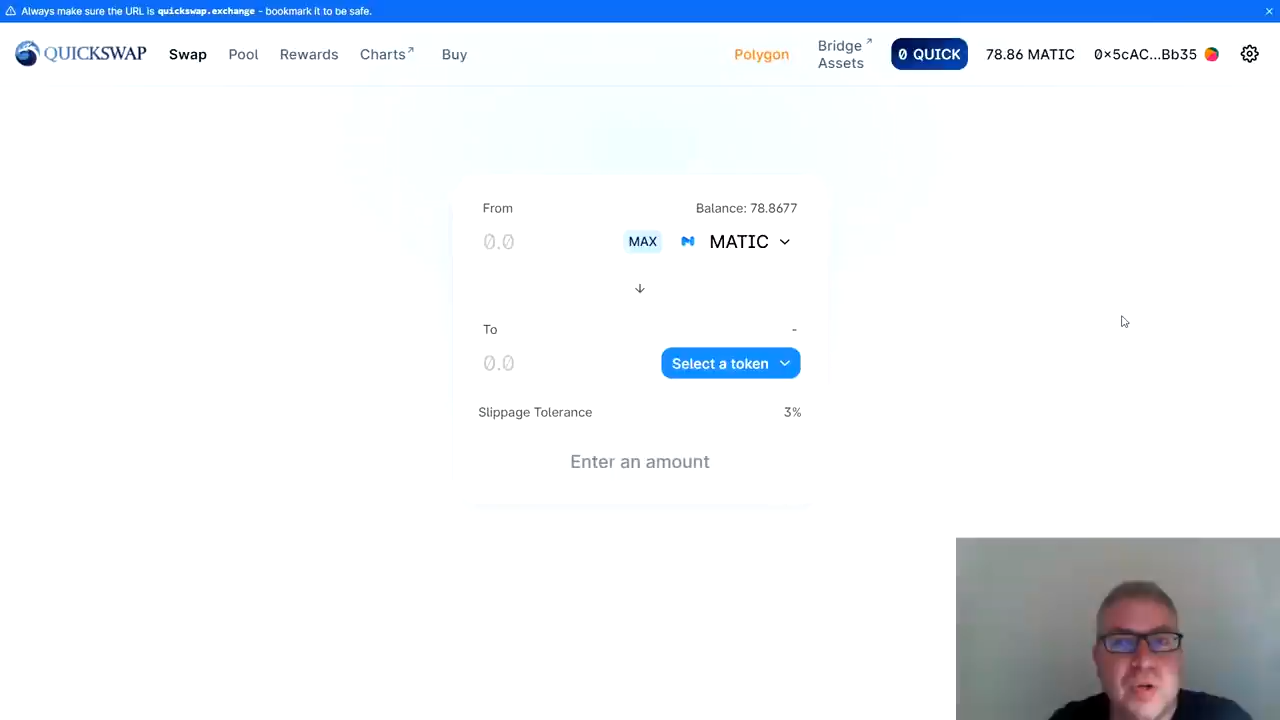 Always make sure the URL is quickswap.exchange - bookmark it to be safe.
QUICKSWAP Swap Pool Rewards Charts↗ Buy Polygon Bridge↗ Assets 0 QUICK 78.86 MATIC 0×5cAC...Bb35
From Balance: 78.8677
0.0 MAX MATIC
To -
0.0 Select a token
Slippage Tolerance 3%
Enter an amount